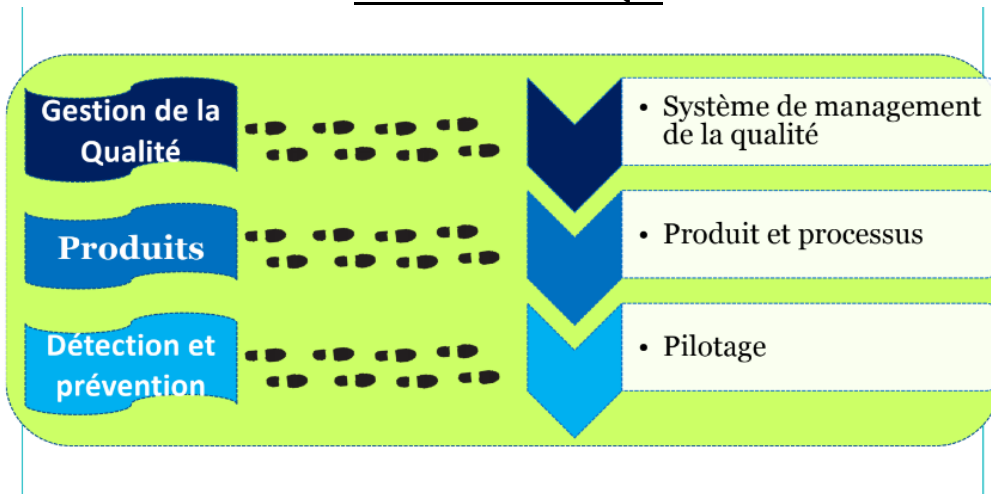 Gestion de la
Qualité
• Système de management
de la qualité
Produits
• Produit et processus
Détection et
prévention
• Pilotage